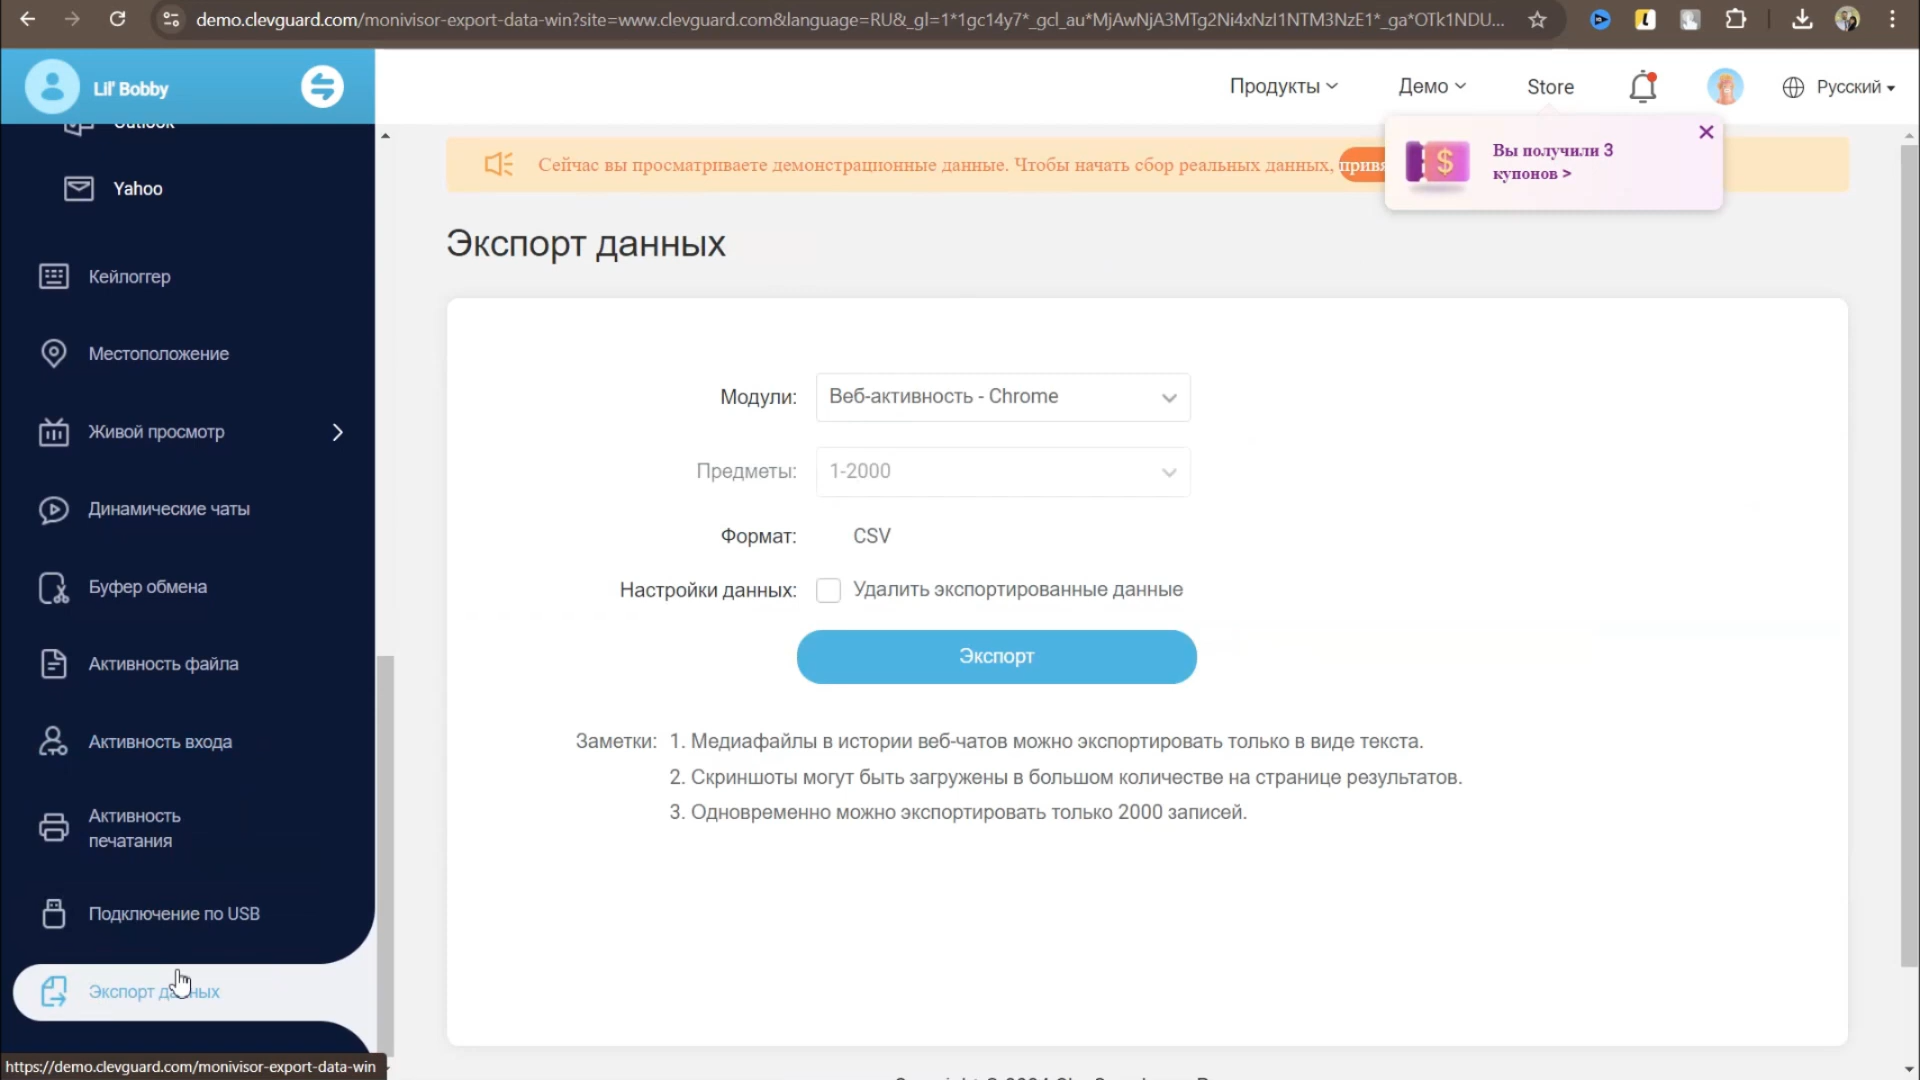 demo.clevguard.com/monivisor-export-data-win?site=www.clevguard.com&language=RU&_gl=1*1gc14y7*_gcl_au*MjAwNjA3MTg2Ni4xNzI1NTM3NzE1*_ga*OTk1NDU...
Lil' Bobby
Продукты
Демо
Store
Русский
Outlook
Сейчас вы просматриваете демонстрационные данные. Чтобы начать сбор реальных данных, привя
Вы получили 3
купонов >
Yahoo
Экспорт данных
Кейлоггер
Местоположение
Живой просмотр
Динамические чаты
Буфер обмена
Активность файла
Активность входа
Активность
печатания
Подключение по USB
Экспорт данных
Модули: Веб-активность - Chrome
Предметы: 1-2000
Формат: CSV
Настройки данных: Удалить экспортированные данные
Экспорт
Заметки: 1. Медиафайлы в истории веб-чатов можно экспортировать только в виде текста.
2. Скриншоты могут быть загружены в большом количестве на странице результатов.
3. Одновременно можно экспортировать только 2000 записей.
https://demo.clevguard.com/monivisor-export-data-win